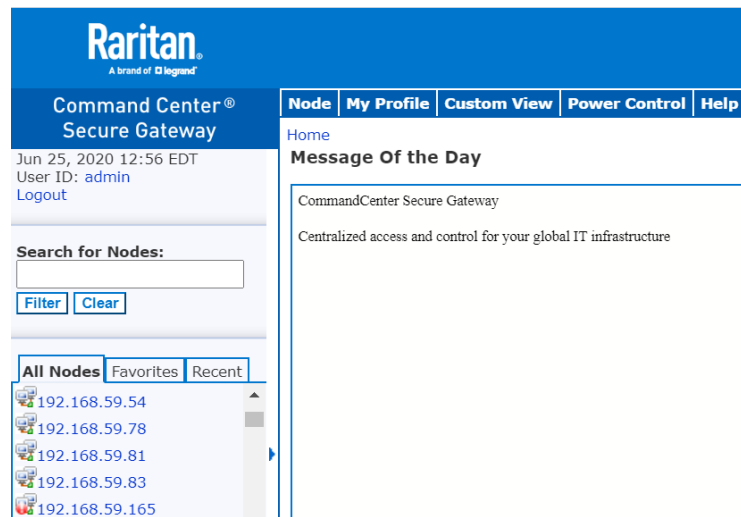 Raritan®
A brand of legrand®
Command Center®
Secure Gateway
Jun 25, 2020 12:56 EDT
User ID: admin
Logout
Search for Nodes:
Filter Clear
All Nodes Favorites Recent
192.168.59.54
192.168.59.78
192.168.59.81
192.168.59.83
192.168.59.165
Node My Profile Custom View Power Control Help
Home
Message Of the Day
CommandCenter Secure Gateway
Centralized access and control for your global IT infrastructure